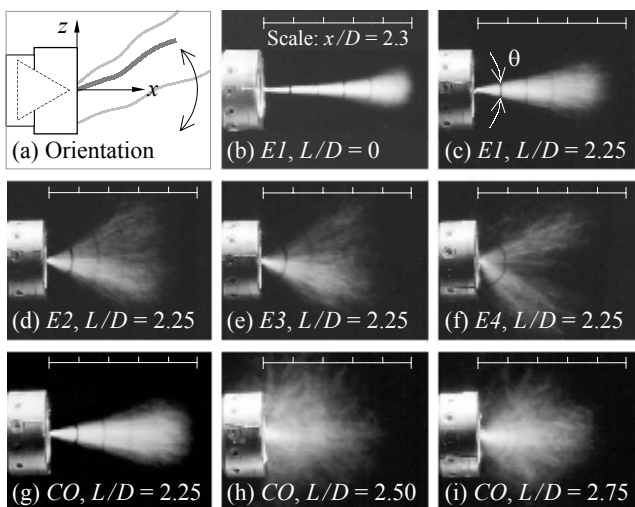 z
x
(a) Orientation
Scale: x/D = 2.3
(b) E1, L/D = 0
θ
(c) E1, L/D = 2.25
(d) E2, L/D = 2.25
(e) E3, L/D = 2.25
(f) E4, L/D = 2.25
(g) CO, L/D = 2.25
(h) CO, L/D = 2.50
(i) CO, L/D = 2.75